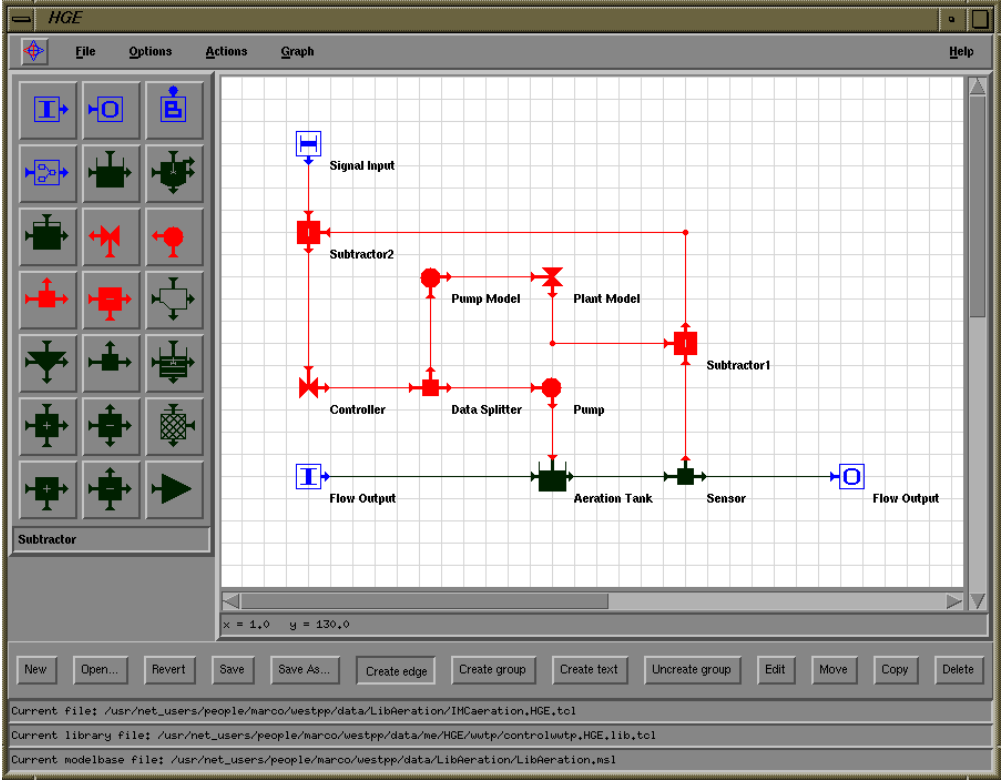 HGE
File Options Actions Graph Help
Signal Input
Subtractor2
Pump Model Plant Model
Subtractor1
Controller Data Splitter Pump
Flow Output Aeration Tank Sensor Flow Output
Subtractor
x = 1.0 y = 130.0
New Open... Revert Save Save As... Create edge Create group Create text Uncreate group Edit Move Copy Delete
Current file: /usr/net_users/people/marco/westpp/data/LibAeration/IMCaeration.HGE.tcl
Current library file: /usr/net_users/people/marco/westpp/data/me/HGE/wwtp/controlwwtp.HGE.lib.tcl
Current modelbase file: /usr/net_users/people/marco/westpp/data/LibAeration/LibAeration.msl